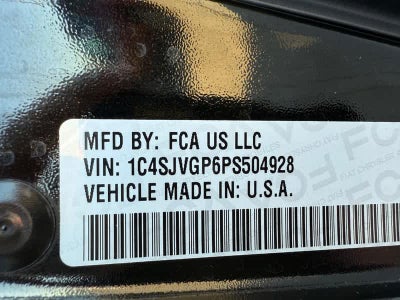 MFD BY: FCA US LLC
VIN: 1C4SJVGP6PS504928
VEHICLE MADE IN: U.S.A.